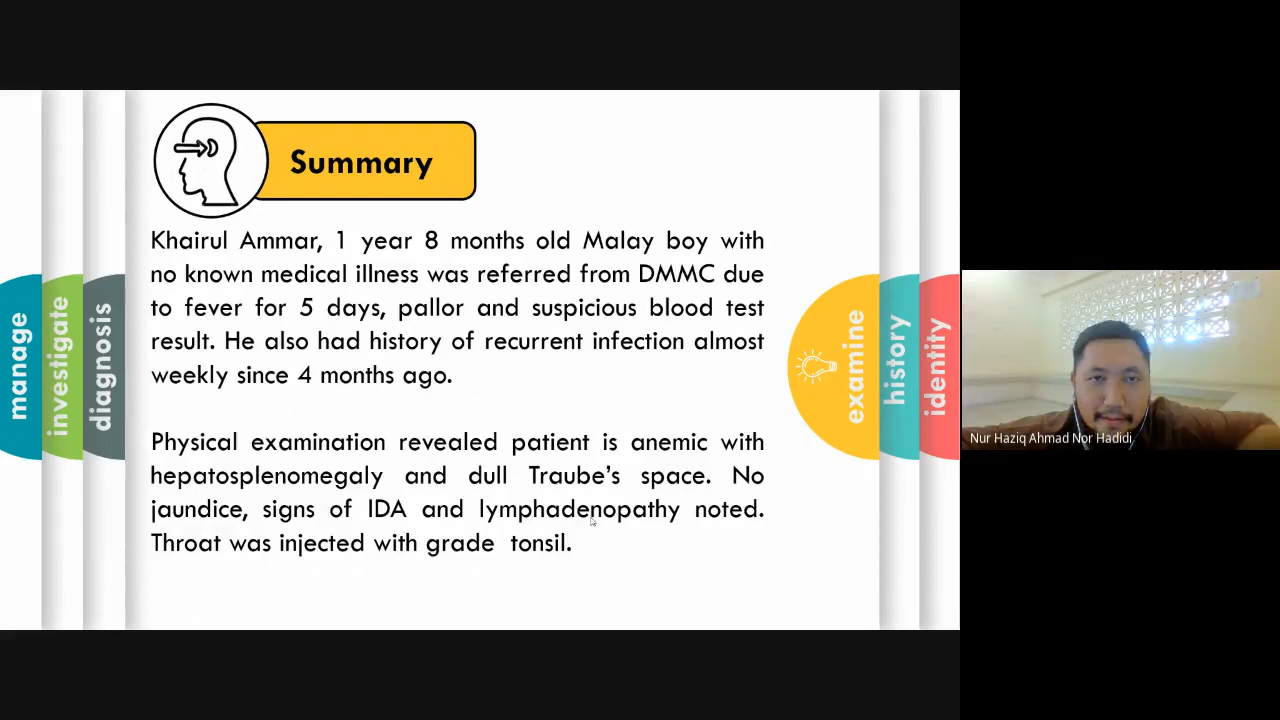 Summary
Khairul Ammar, 1 year 8 months old Malay boy with
no known medical illness was referred from DMMC due
to fever for 5 days, pallor and suspicious blood test
result. He also had history of recurrent infection almost
weekly since 4 months ago.
Physical examination revealed patient is anemic with
hepatosplenomegaly and dull Traube’s space. No
jaundice, signs of IDA and lymphadenopathy noted.
Throat was injected with grade tonsil.
manage
investigate
diagnosis
examine
history
identity
Nur Haziq Ahmad Nor Hadidi